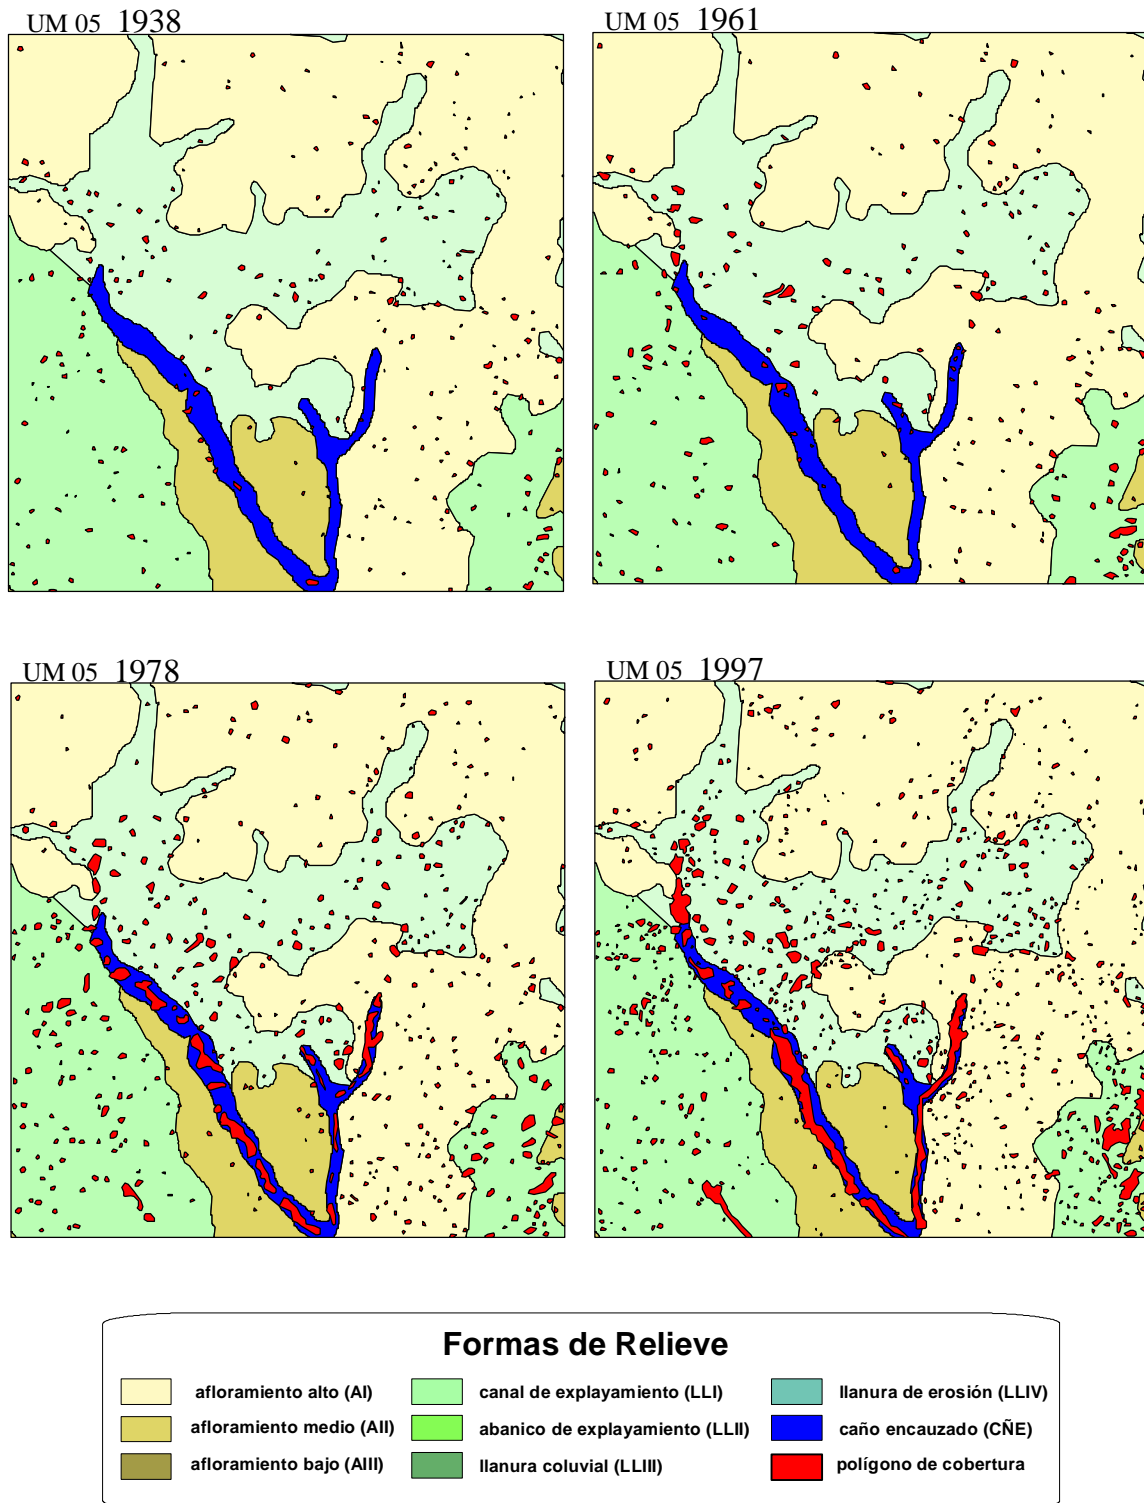 UM 05 1938
UM 05 1961
UM 05 1978
UM 05 1997
Formas de Relieve
afloramiento alto (AI)
canal de explayamiento (LLI)
llanura de erosión (LLIV)
afloramiento medio (AII)
abanico de explayamiento (LLII)
caño encauzado (CÑE)
afloramiento bajo (AIII)
llanura coluvial (LLIII)
polígono de cobertura